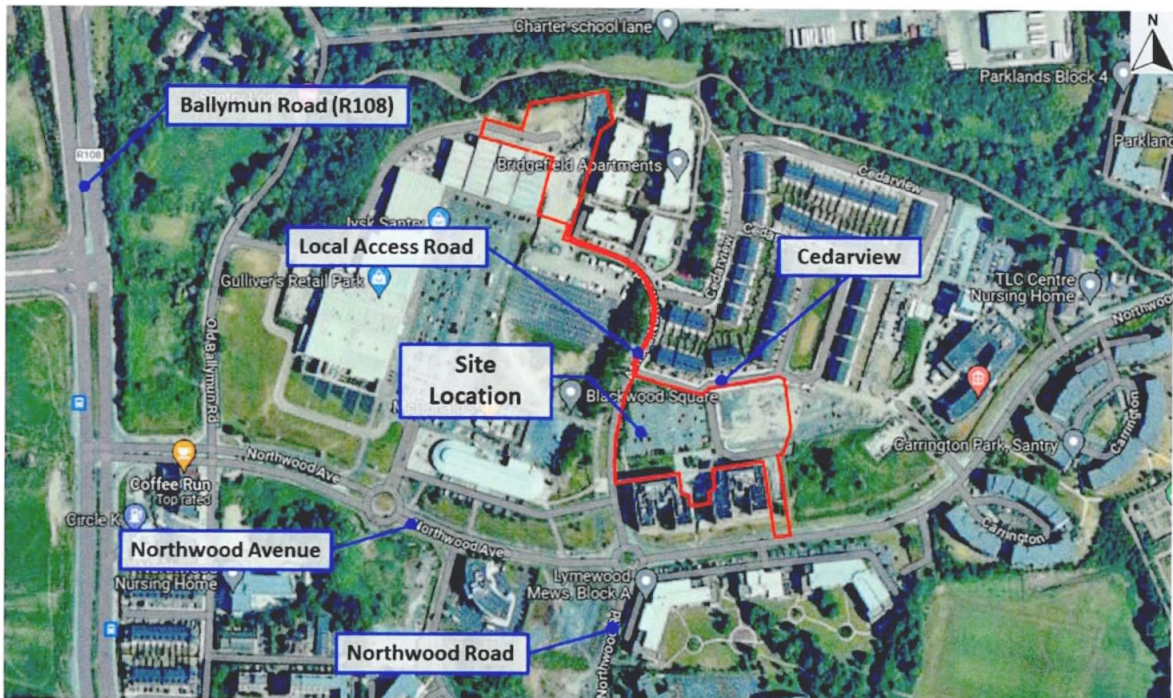 Charter school lane
N
Parklands Block 4
Ballymun Road (R108)
R108
Bridgefield Apartments
Cedarview
Jysk Santry
Local Access Road
Cedarview
Cedarview
TLC Centre
Nursing Home
Gulliver's Retail Park
Northwood
Old Ballymun Rd
Site
Location
Blackwood Square
Carrington Park, Santry
Carrington
Northwood Ave
Coffee Run
Top rated
Circle K
Carrington
Northwood Avenue
Northwood Ave
Nursing Home
Lymewood
Mews, Block A
Northwood Road
Northwood Rd